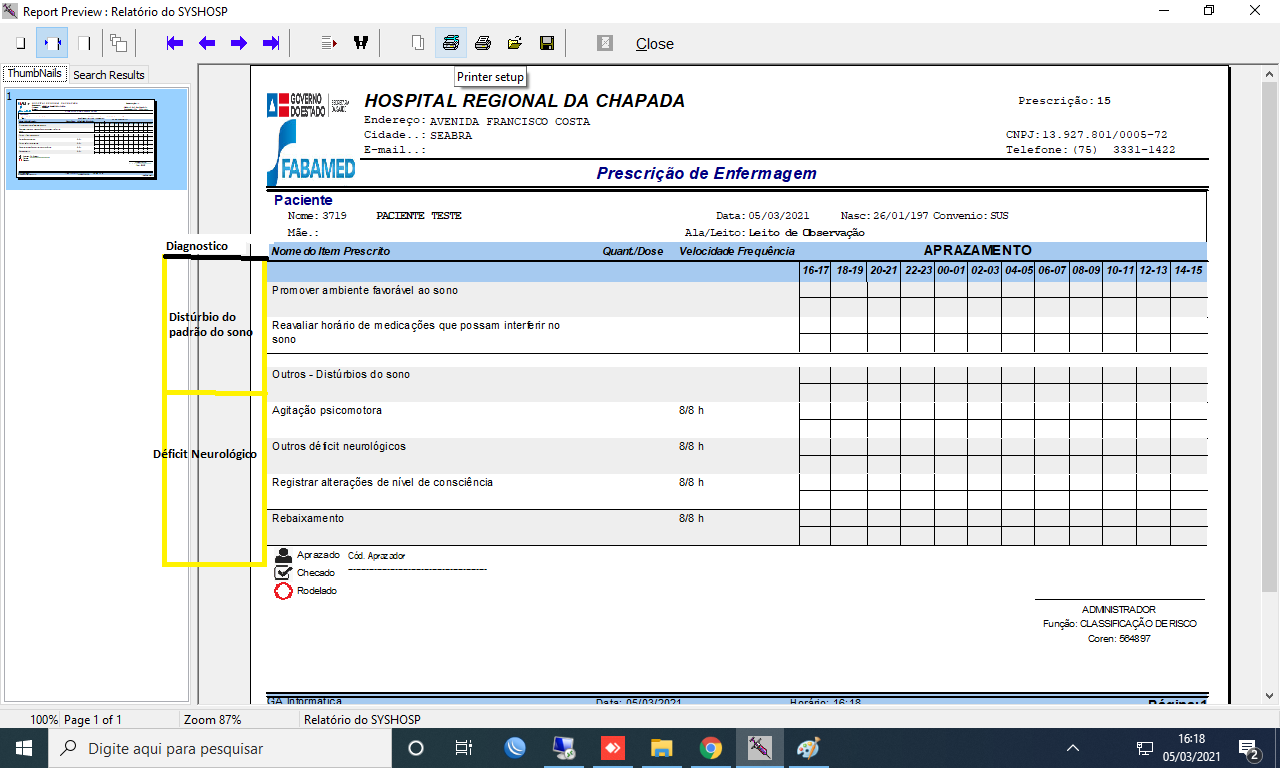 Report Preview : Relatório do SYSHOSP
Close
ThumbNails Search Results
Printer setup
1
GOVERNO DO ESTADO
FABAMED
HOSPITAL REGIONAL DA CHAPADA
Prescrição: 15
Endereço: AVENIDA FRANCISCO COSTA
Cidade..: SEABRA
CNPJ: 13.927.801/0005-72
E-mail..:
Telefone: (75) 3331-1422
Prescrição de Enfermagem
Paciente
Nome: 3719 PACIENTE TESTE Data: 05/03/2021 Nasc: 26/01/197 Convenio: SUS
Mãe.: Ala/Leito: Leito de Observação
Diagnostico
Nome do Item Prescrito Quant./Dose Velocidade Frequência APRAZAMENTO
16-17 18-19 20-21 22-23 00-01 02-03 04-05 06-07 08-09 10-11 12-13 14-15
Promover ambiente favorável ao sono
Distúrbio do
padrão do sono
Reavaliar horário de medicações que possam interferir no
sono
Outros - Distúrbios do sono
Agitação psicomotora 8/8 h
Déficit Neurológico
Outros déficit neurológicos 8/8 h
Registrar alterações de nível de consciência 8/8 h
Rebaixamento 8/8 h
Aprazado Cód. Aprazador
Checado
Rodelado
ADMINISTRADOR
Função: CLASSIFICAÇÃO DE RISCO
Coren: 564897
GA Informatica Data: 05/03/2021 Horário: 16:18 Página:1
100% Page 1 of 1 Zoom 87% Relatório do SYSHOSP
Digite aqui para pesquisar
16:18
05/03/2021
2